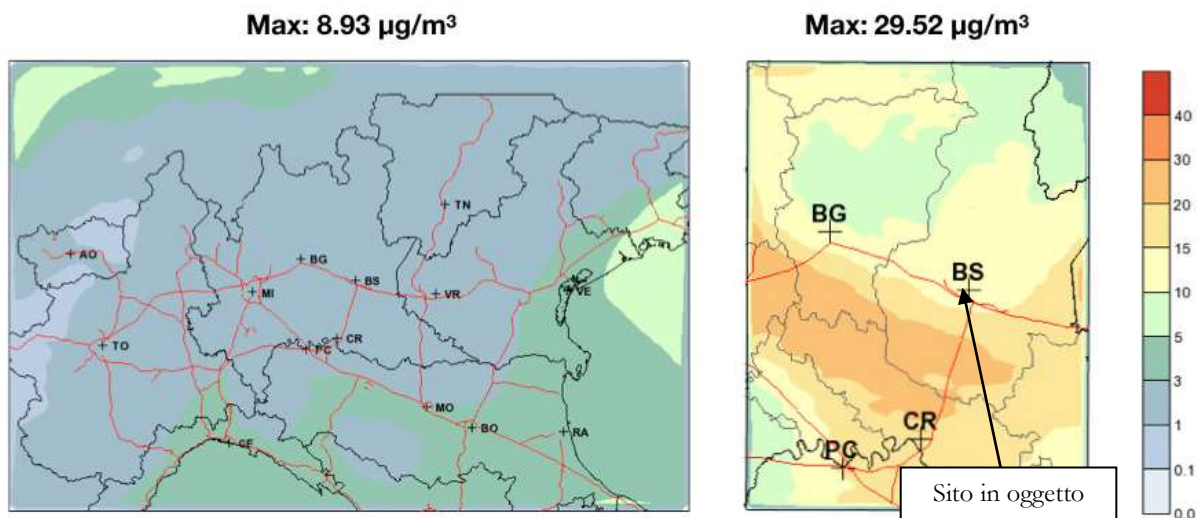 Max: 8.93 µg/m³
Max: 29.52 µg/m³
AO
TO
MI
BG
BS
TN
VR
VE
CR
PC
MO
BO
RA
GE
BG
BS
CR
PC
Sito in oggetto
40
30
20
15
10
5
3
1
0.1
0.0